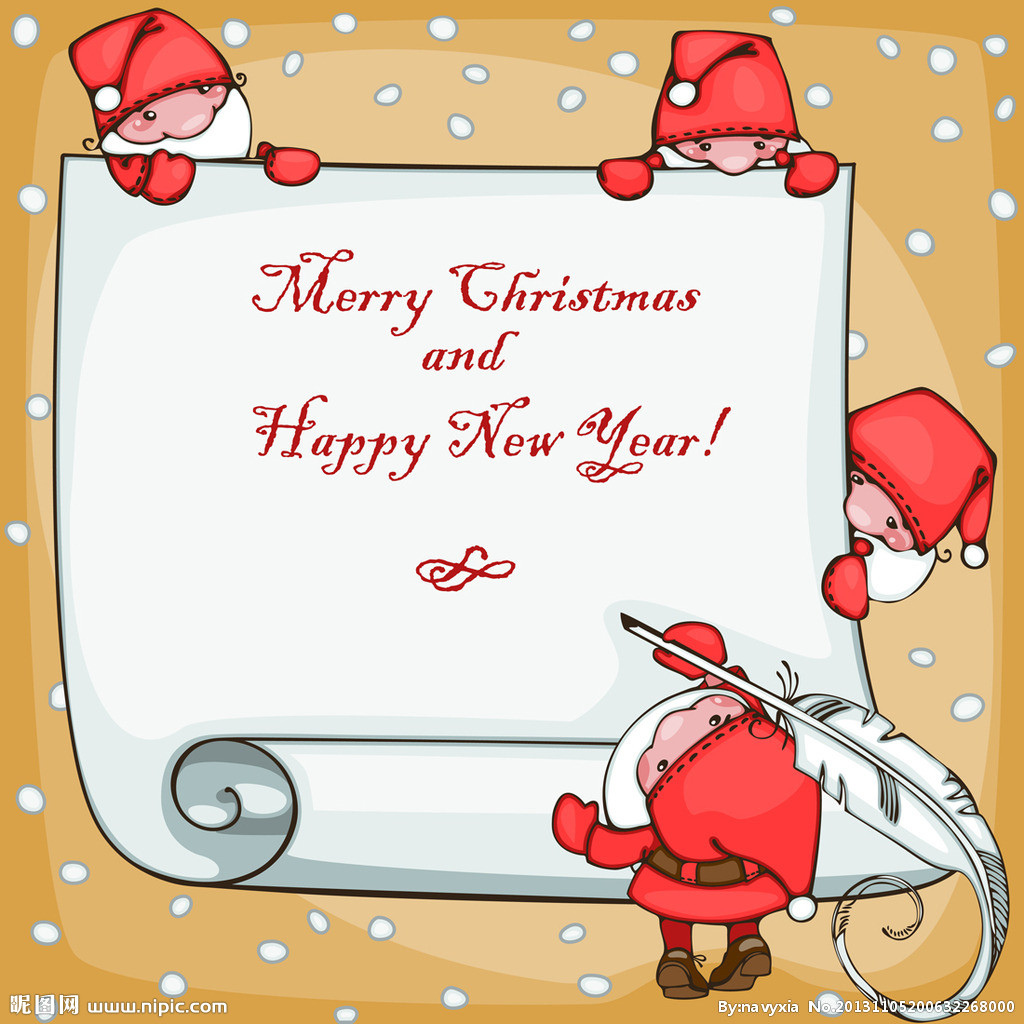 Merry Christmas
and
Happy New Year!
昵图网 www.nipic.com
By:navyxia No.20131105200632268000